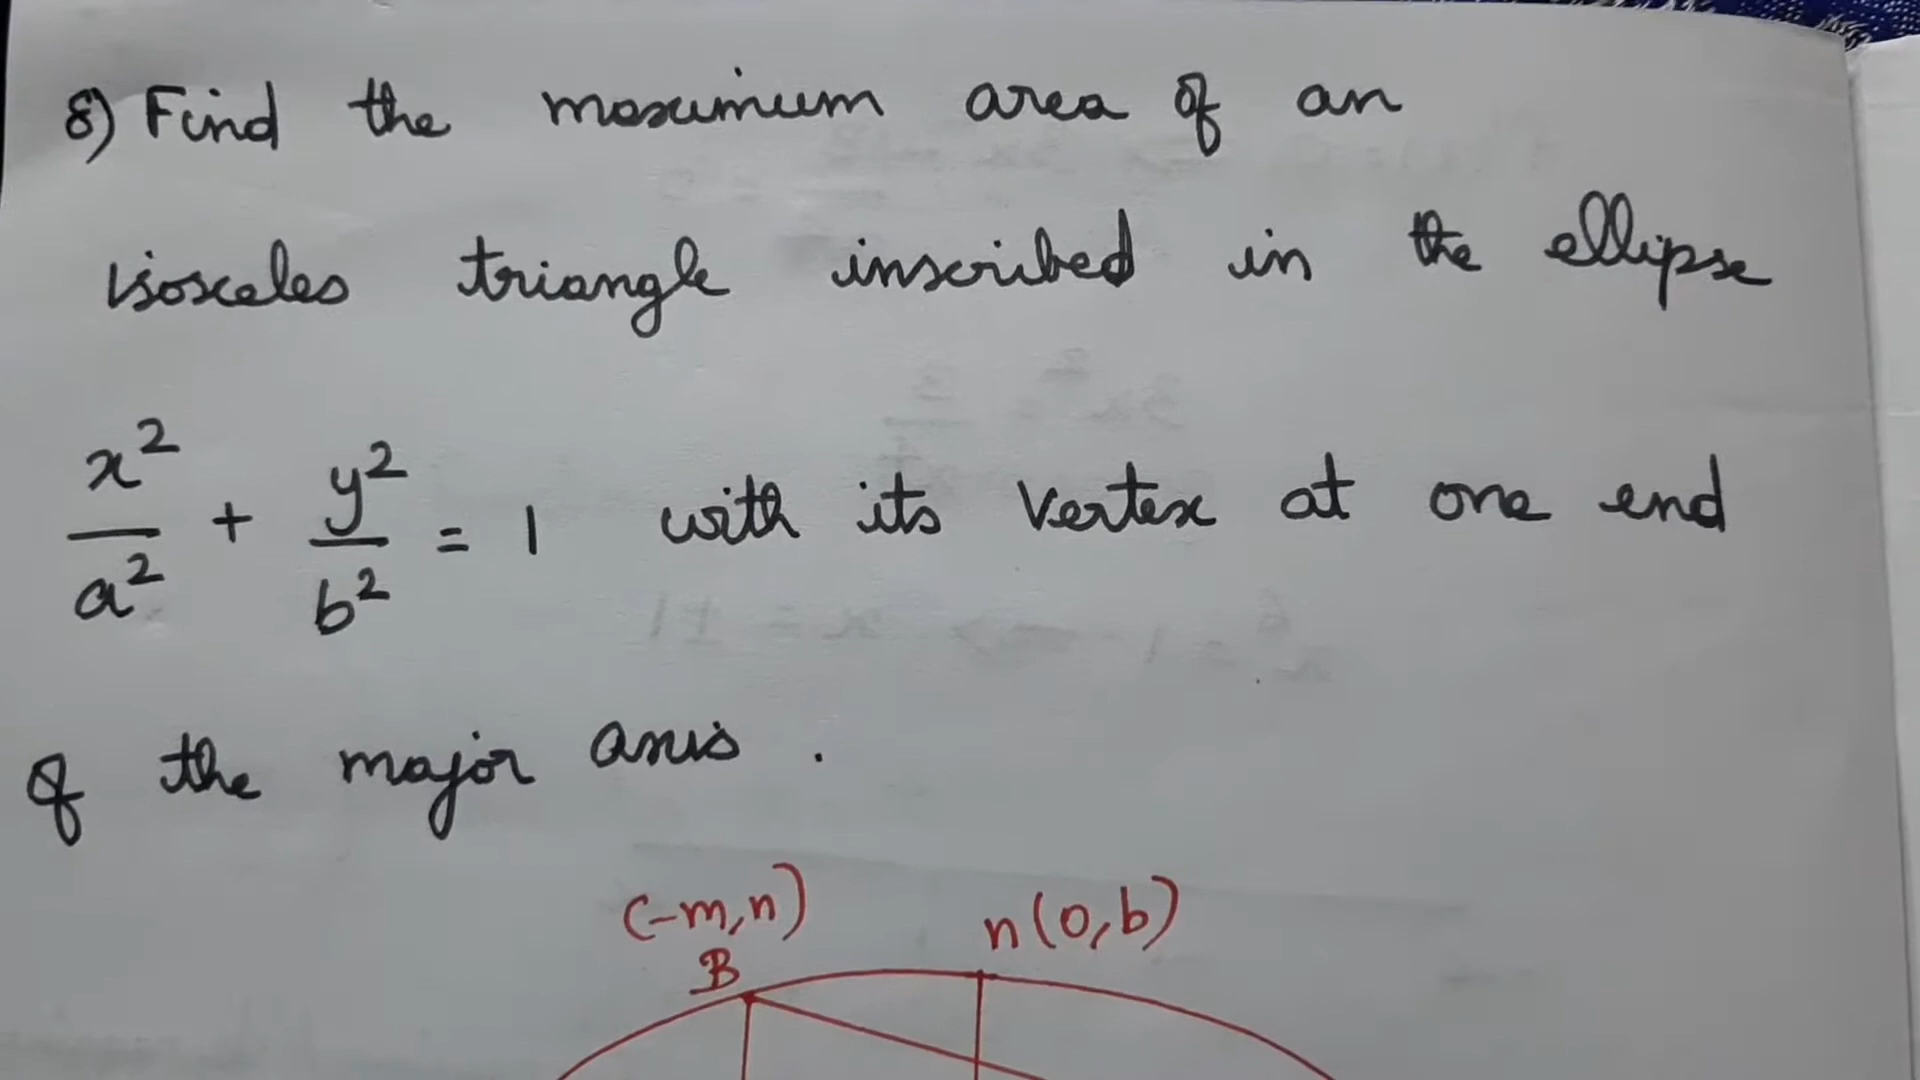 8) Find the maximum area of an
isosceles triangle inscribed in the ellipse
x²/a² + y²/b² = 1 with its vertex at one end
of the major axis .
(-m,n) n(0,b)
B